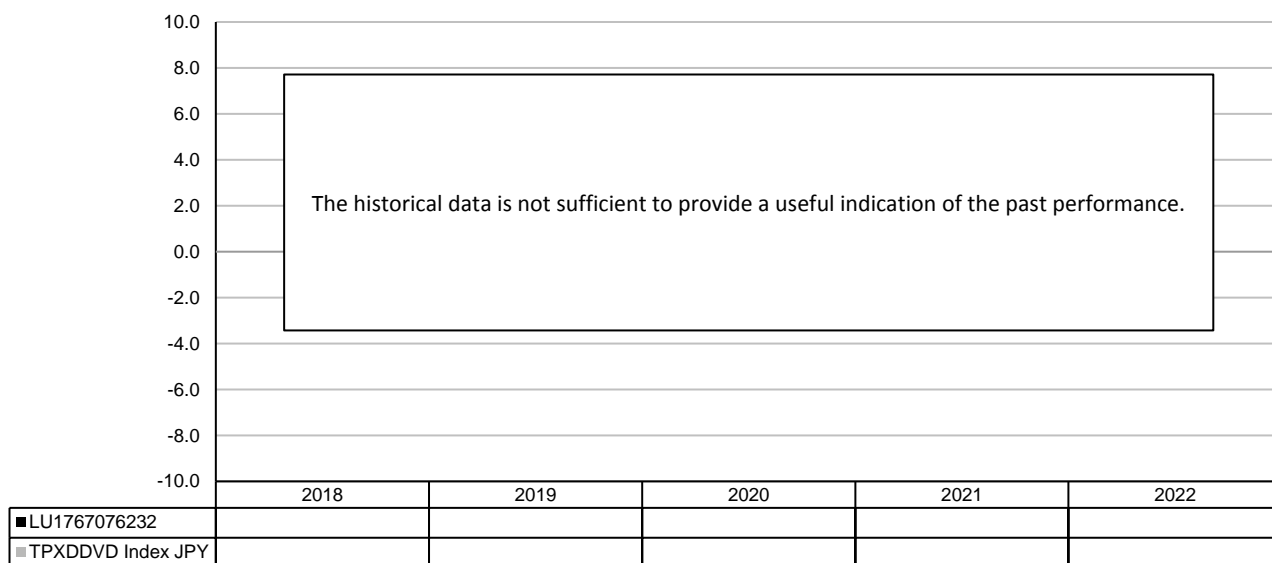 10.0
8.0
6.0
4.0
The historical data is not sufficient to provide a useful indication of the past performance.
2.0
0.0
-2.0
-4.0
-6.0
-8.0
-10.0
2018 2019 2020 2021 2022
LU1767076232
TPXDDVD Index JPY